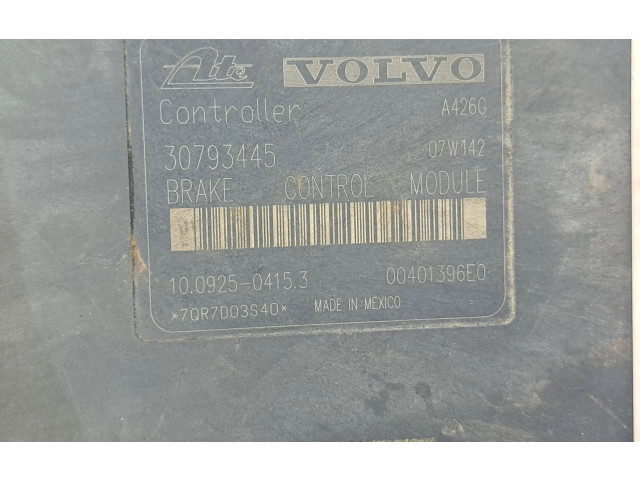 Ate VOLVO
Controller A426G
30793445 07W142
BRAKE CONTROL MODULE
10.0925-0415.3 00401396E0
*7QR7D03S40* MADE IN MEXICO